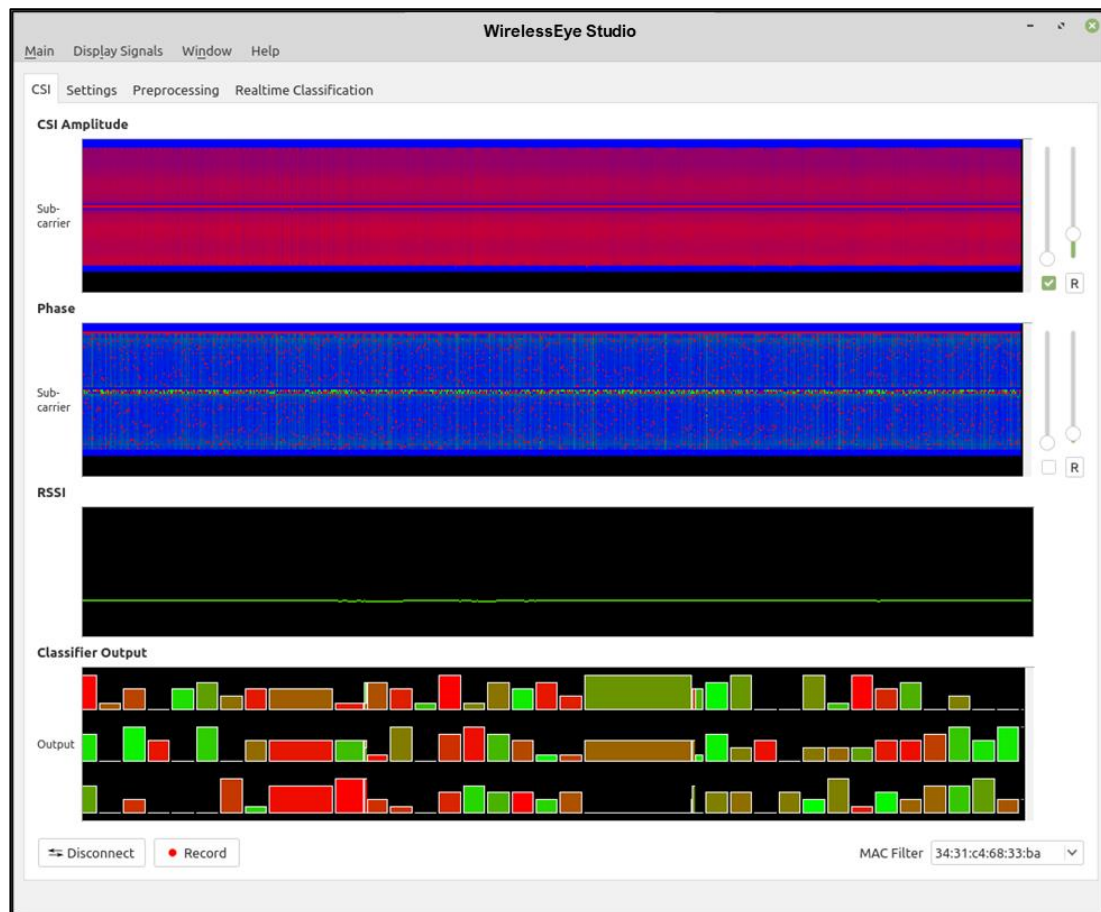 WirelessEye Studio
Main Display Signals Window Help
CSI Settings Preprocessing Realtime Classification
CSI Amplitude
Sub-
carrier
R
Phase
Sub-
carrier
R
RSSI
Classifier Output
Output
Disconnect Record MAC Filter 34:31:c4:68:33:ba